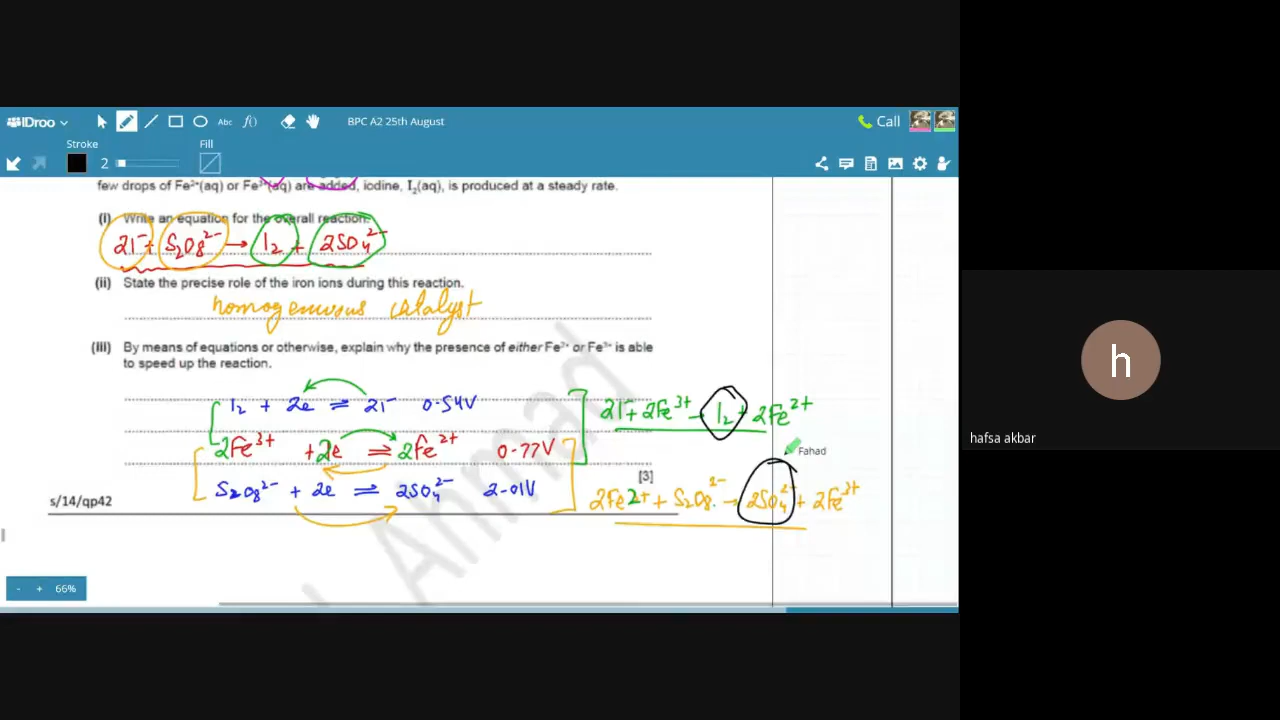 iDroo
Abc f() BPC A2 25th August Call
Stroke Fill
2
few drops of Fe²⁺(aq) or Fe³⁺(aq) are added, iodine, I₂(aq), is produced at a steady rate.
(i) Write an equation for the overall reaction.
2I⁻ + S₂O₈²⁻ → I₂ + 2SO₄²⁻
(ii) State the precise role of the iron ions during this reaction.
homogenuous catalyst
(iii) By means of equations or otherwise, explain why the presence of either Fe²⁺ or Fe³⁺ is able
to speed up the reaction.
I₂ + 2e ⇌ 2I⁻ 0.54V
2I⁻ + 2Fe³⁺ → I₂ + 2Fe²⁺
2Fe³⁺ + 2e ⇌ 2Fe²⁺ 0.77V
Fahad
[3]
S₂O₈²⁻ + 2e ⇌ 2SO₄²⁻ 2.01V
2Fe²⁺ + S₂O₈²⁻ → 2SO₄²⁻ + 2Fe³⁺
s/14/qp42
Ahmad
- + 66%
h
hafsa akbar